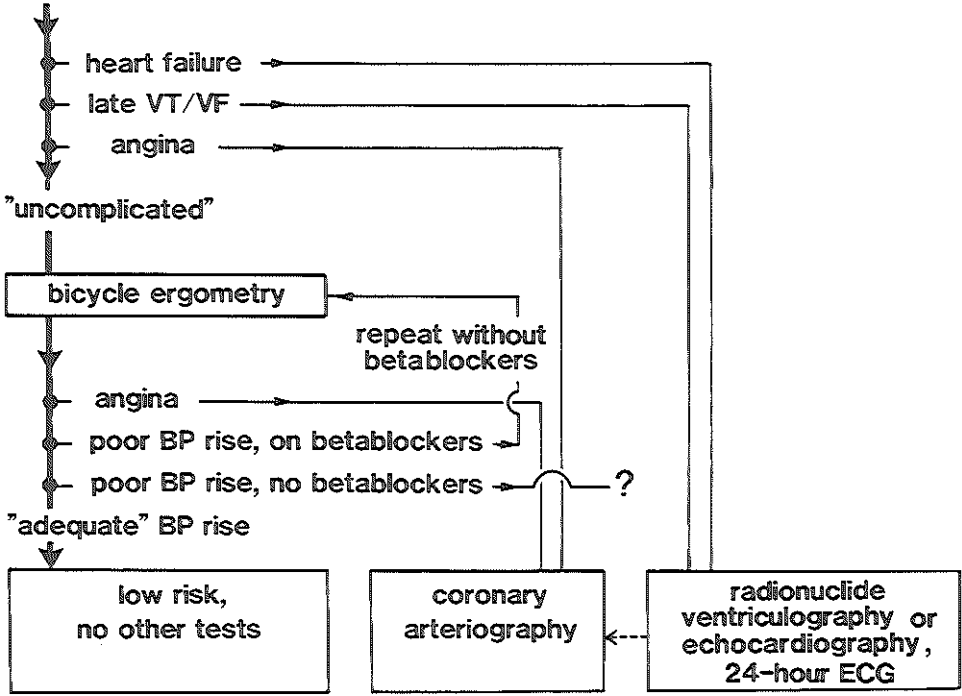 heart failure
late VT/VF
angina
"uncomplicated"
bicycle ergometry
repeat without
betablockers
angina
poor BP rise, on betablockers
poor BP rise, no betablockers
?
"adequate" BP rise
low risk,
no other tests
coronary
arteriography
radionuclide
ventriculography or
echocardiography,
24-hour ECG